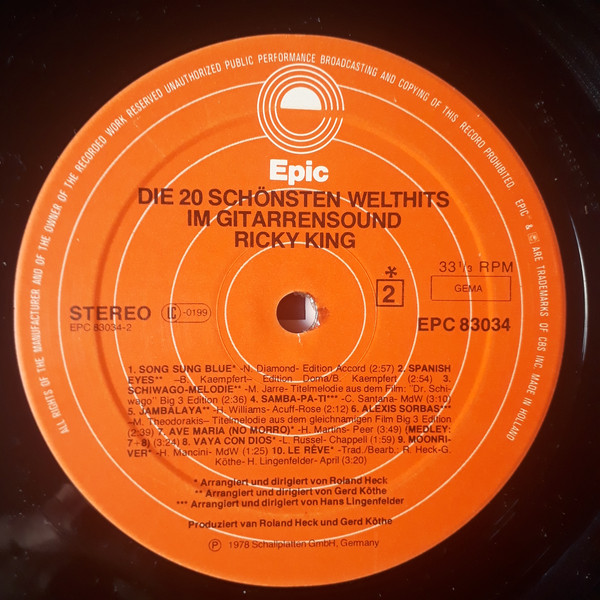 ALL RIGHTS OF THE MANUFACTURER AND OF THE OWNER OF THE RECORDED WORK RESERVED UNAUTHORIZED PUBLIC PERFORMANCE BROADCASTING AND COPYING OF THIS RECORD PROHIBITED. EPIC® & Ⓒ ARE TRADEMARKS OF CBS INC. MADE IN HOLLAND
Epic
DIE 20 SCHÖNSTEN WELTHITS
IM GITARRENSOUND
RICKY KING
STEREO LC-0199
EPC 83034-2
*
2
33 1/3 RPM
GEMA
EPC 83034
1. SONG SUNG BLUE* -N. Diamond- Edition Accord (2:57) 2. SPANISH
EYES** –B. Kaempfert– Edition Doma/B. Kaempfert (2:54) 3.
SCHIWAGO-MELODIE** -M. Jarre- Titelmelodie aus dem Film: "Dr. Schi-
wago" Big 3 Edition (2:36) 4. SAMBA-PA-TI*** -C. Santana- MdW (3:10)
5. JAMBALAYA** -H. Williams- Acuff-Rose (2:12) 6. ALEXIS SORBAS***
–M. Theodorakis– Titelmelodie aus dem gleichnamigen Film Big 3 Edition
(2:39) 7. AVE MARIA (NO MORRO)* -H. Martins- Peer (3:49) (MEDLEY:
7+8) (3:24) 8. VAYA CON DIOS* -L. Russel- Chappell (1:59) 9. MOONRI-
VER* -H. Mancini- MdW (1:25) 10. LE RÊVE* -Trad./Bearb.: R. Heck-G.
Köthe-H. Lingenfelder- April (3:20)
* Arrangiert und dirigiert von Roland Heck
** Arrangiert und dirigiert von Gerd Köthe
*** Arrangiert und dirigiert von Hans Lingenfelder
Produziert van Roland Heck und Gerd Köthe
Ⓟ 1978 Schallplatten GmbH, Germany